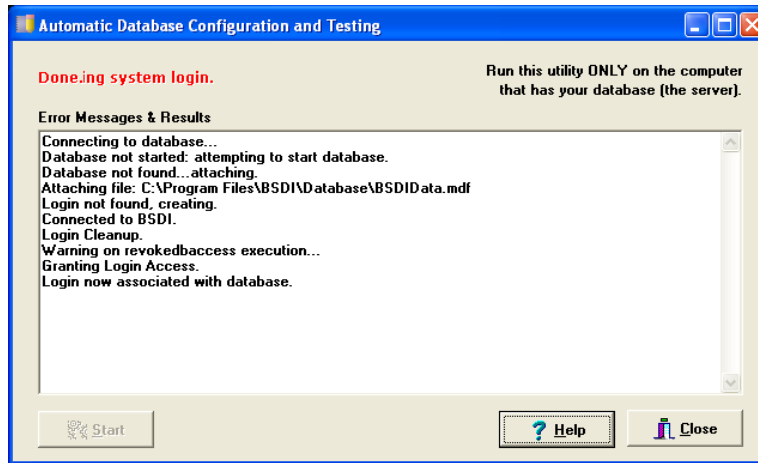 Automatic Database Configuration and Testing
Done.ing system login.
Run this utility ONLY on the computer
that has your database (the server).
Error Messages & Results
Connecting to database...
Database not started: attempting to start database.
Database not found...attaching.
Attaching file: C:\Program Files\BSDI\Database\BSDIData.mdf
Login not found, creating.
Connected to BSDI.
Login Cleanup.
Warning on revokedbaccess execution...
Granting Login Access.
Login now associated with database.
Start
Help
Close